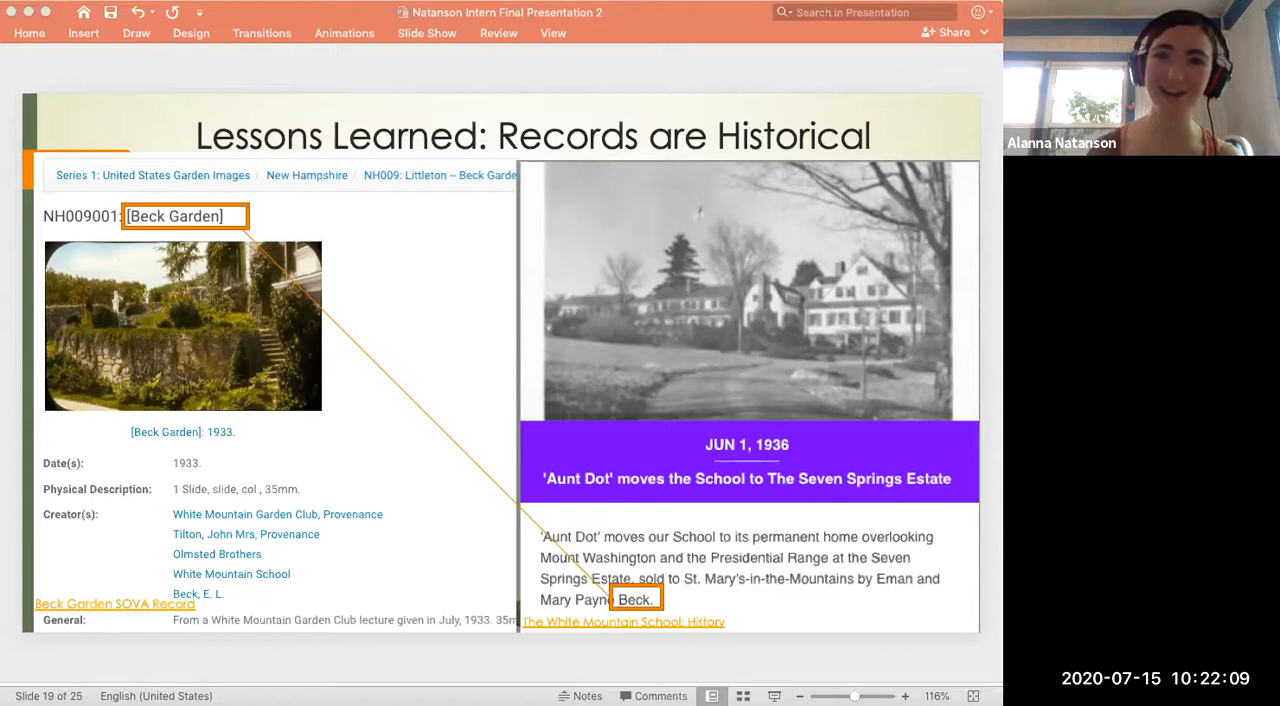 Natanson Intern Final Presentation 2
Search in Presentation
Home Insert Draw Design Transitions Animations Slide Show Review View
Share
Alanna Natanson
Lessons Learned: Records are Historical
Series 1: United States Garden Images / New Hampshire / NH009: Littleton -- Beck Garde
NH009001: [Beck Garden]
[Beck Garden]: 1933.
Date(s): 1933.
Physical Description: 1 Slide, slide, col., 35mm.
Creator(s): White Mountain Garden Club, Provenance
Tilton, John Mrs, Provenance
Olmsted Brothers
White Mountain School
Beck, E. L.
Beck Garden SOVA Record
General: From a White Mountain Garden Club lecture given in July, 1933. 35m
JUN 1, 1936
'Aunt Dot' moves the School to The Seven Springs Estate
'Aunt Dot' moves our School to its permanent home overlooking
Mount Washington and the Presidential Range at the Seven
Springs Estate, sold to St. Mary's-in-the-Mountains by Eman and
Mary Payne Beck.
The White Mountain School: History
2020-07-15 10:22:09
Slide 19 of 25 English (United States) Notes Comments 116%